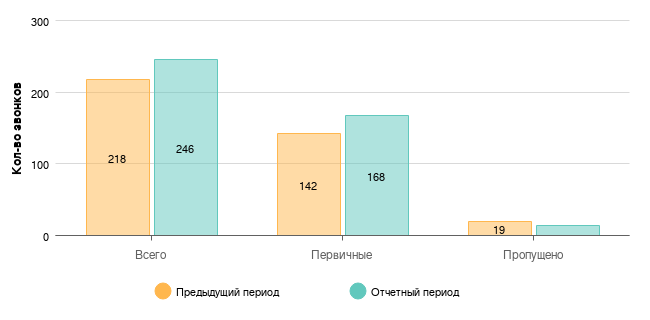 Кол-во звонков
300
200
100
0
218
246
142
168
19
Всего
Первичные
Пропущено
Предыдущий период
Отчетный период